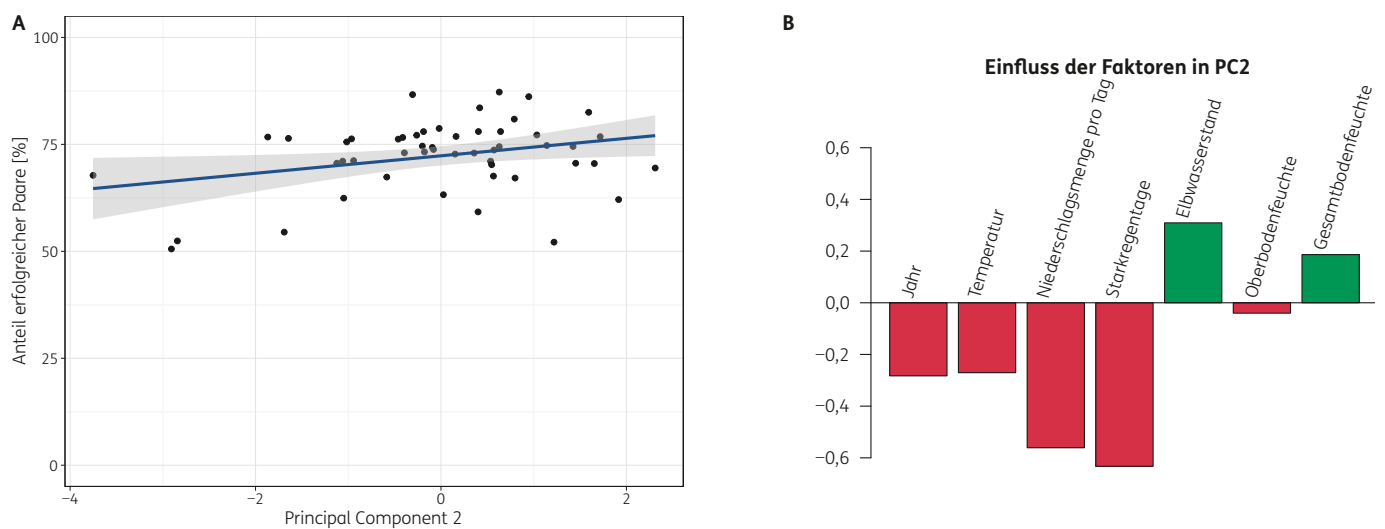 A
Anteil erfolgreicher Paare [%]
100
75
50
25
0
−4
−2
0
2
Principal Component 2
B
Einfluss der Faktoren in PC2
0,6
0,4
0,2
0,0
−0,2
−0,4
−0,6
Jahr
Temperatur
Niederschlagsmenge pro Tag
Starkregentage
Elbwasserstand
Oberbodenfeuchte
Gesamtbodenfeuchte